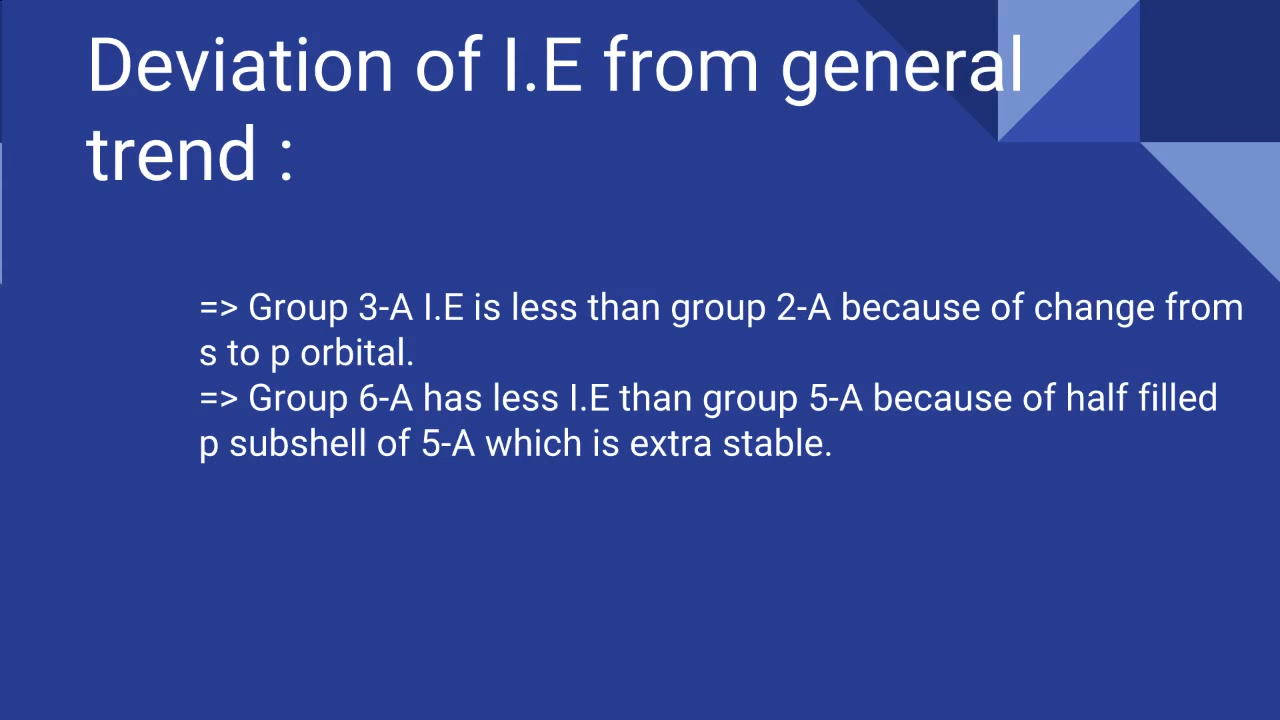 Deviation of I.E from general
trend :
=> Group 3-A I.E is less than group 2-A because of change from
s to p orbital.
=> Group 6-A has less I.E than group 5-A because of half filled
p subshell of 5-A which is extra stable.